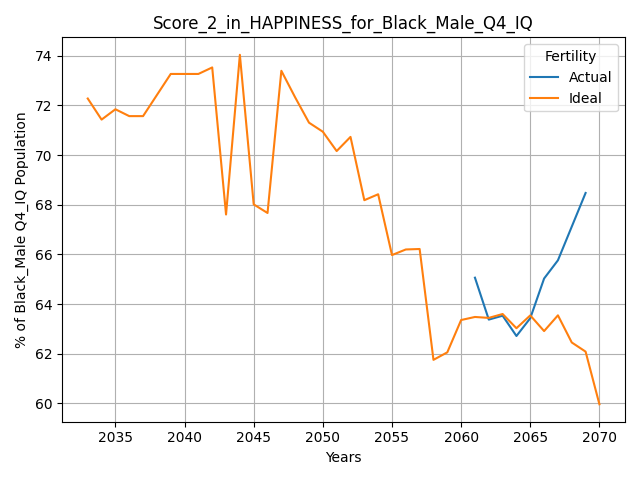 Score_2_in_HAPPINESS_for_Black_Male_Q4_IQ
Fertility
Actual
Ideal
% of Black_Male Q4_IQ Population
74
72
70
68
66
64
62
60
2035 2040 2045 2050 2055 2060 2065 2070
Years